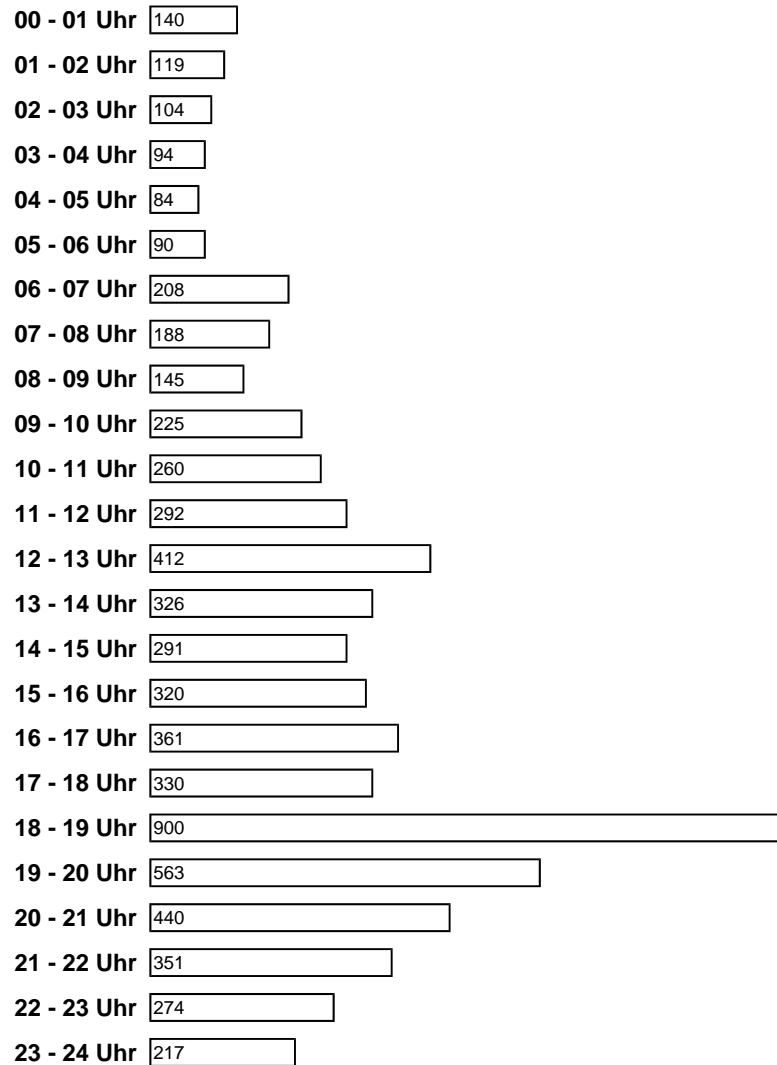 00 - 01 Uhr 140
01 - 02 Uhr 119
02 - 03 Uhr 104
03 - 04 Uhr 94
04 - 05 Uhr 84
05 - 06 Uhr 90
06 - 07 Uhr 208
07 - 08 Uhr 188
08 - 09 Uhr 145
09 - 10 Uhr 225
10 - 11 Uhr 260
11 - 12 Uhr 292
12 - 13 Uhr 412
13 - 14 Uhr 326
14 - 15 Uhr 291
15 - 16 Uhr 320
16 - 17 Uhr 361
17 - 18 Uhr 330
18 - 19 Uhr 900
19 - 20 Uhr 563
20 - 21 Uhr 440
21 - 22 Uhr 351
22 - 23 Uhr 274
23 - 24 Uhr 217